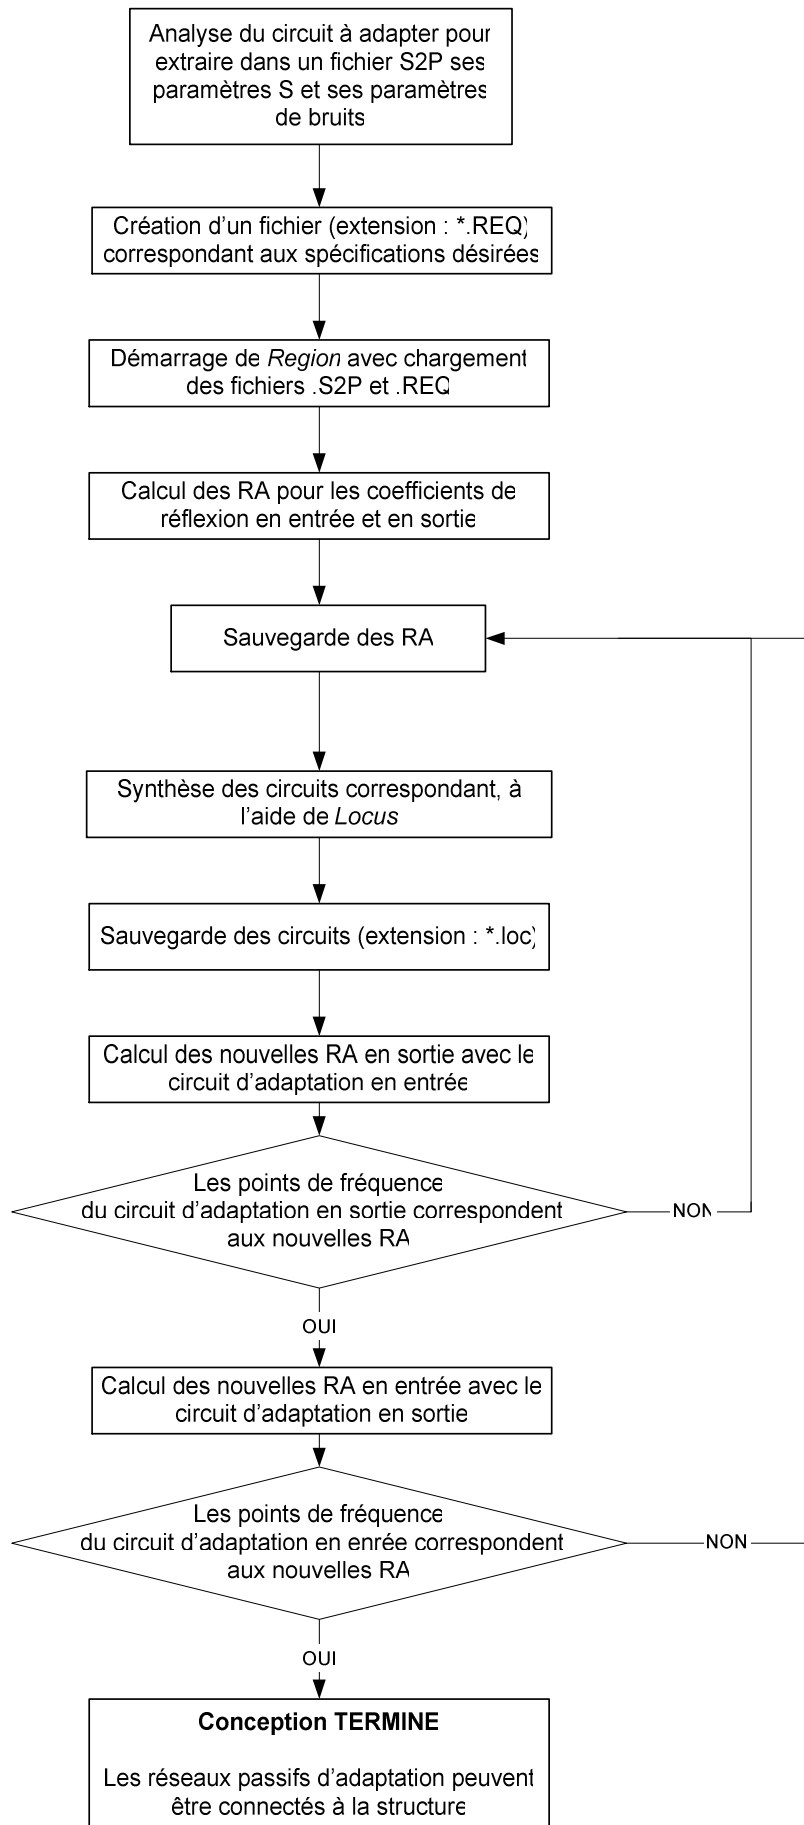 Analyse du circuit à adapter pour
extraire dans un fichier S2P ses
paramètres S et ses paramètres
de bruits
Création d'un fichier (extension : *.REQ)
correspondant aux spécifications désirées
Démarrage de Region avec chargement
des fichiers .S2P et .REQ
Calcul des RA pour les coefficients de
réflexion en entrée et en sortie
Sauvegarde des RA
Synthèse des circuits correspondant, à
l'aide de Locus
Sauvegarde des circuits (extension : *.loc)
Calcul des nouvelles RA en sortie avec le
circuit d'adaptation en entrée
Les points de fréquence
du circuit d'adaptation en sortie correspondent
aux nouvelles RA
NON
OUI
Calcul des nouvelles RA en entrée avec le
circuit d'adaptation en sortie
Les points de fréquence
du circuit d'adaptation en enrée correspondent
aux nouvelles RA
NON
OUI
Conception TERMINE
Les réseaux passifs d'adaptation peuvent
être connectés à la structure